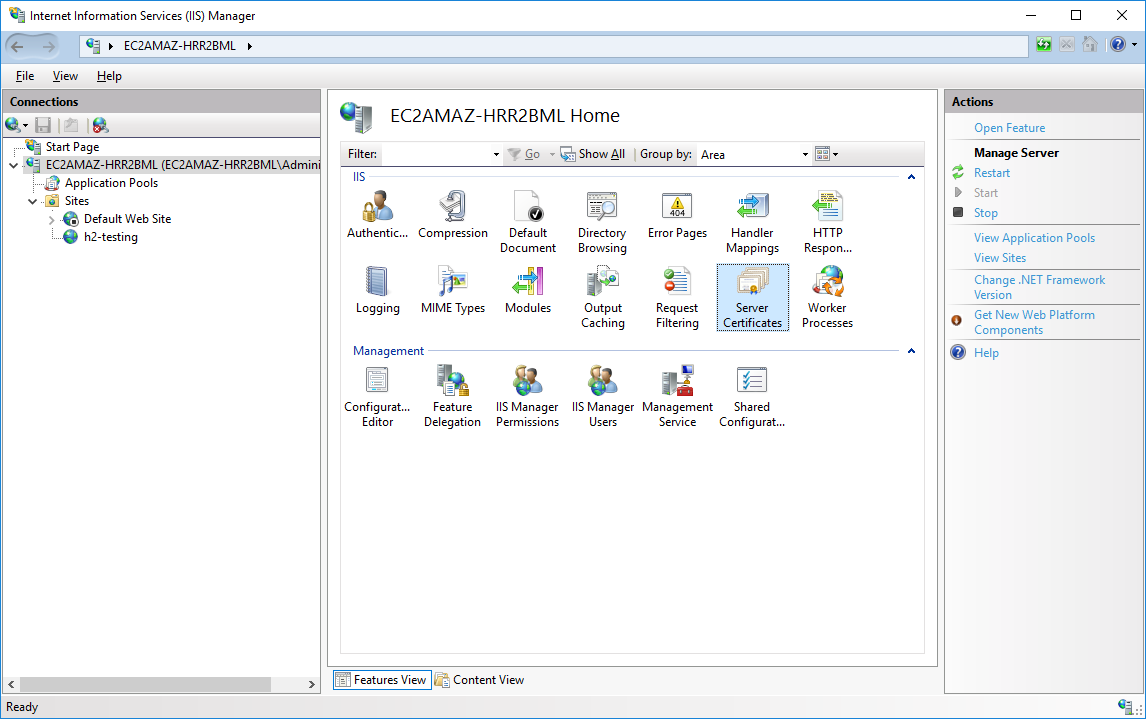 Internet Information Services (IIS) Manager
EC2AMAZ-HRR2BML
File View Help
Connections
Start Page
EC2AMAZ-HRR2BML (EC2AMAZ-HRR2BML\Admini
Application Pools
Sites
Default Web Site
h2-testing
EC2AMAZ-HRR2BML Home
Filter: Go Show All Group by: Area
IIS
Authentic... Compression Default Document Directory Browsing Error Pages Handler Mappings HTTP Respon...
404
Logging MIME Types Modules Output Caching Request Filtering Server Certificates Worker Processes
Management
Configurat... Editor Feature Delegation IIS Manager Permissions IIS Manager Users Management Service Shared Configurat...
Features View Content View
Actions
Open Feature
Manage Server
Restart
Start
Stop
View Application Pools
View Sites
Change .NET Framework
Version
Get New Web Platform
Components
Help
Ready